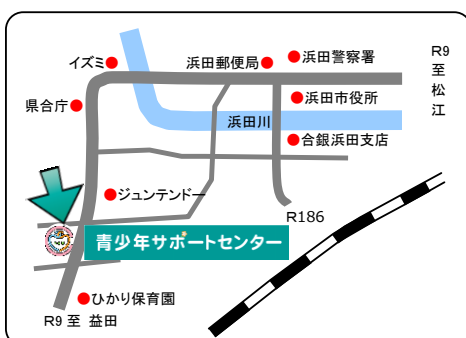 イズミ
浜田郵便局
浜田警察署
R9
至
松
江
県合庁
浜田市役所
浜田川
合銀浜田支店
ジュンテンドー
R186
青少年サポートセンター
ひかり保育園
R9 至 益田